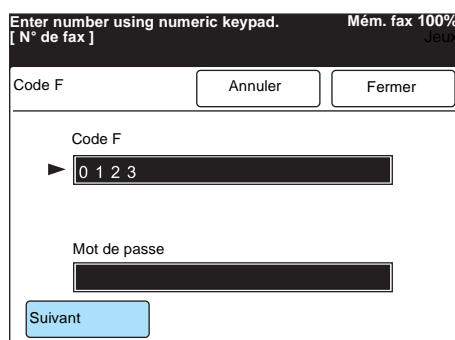 Enter number using numeric keypad. Mém. fax 100%
[ N° de fax ] Jeux
Code F Annuler Fermer
Code F
0 1 2 3
Mot de passe
Suivant